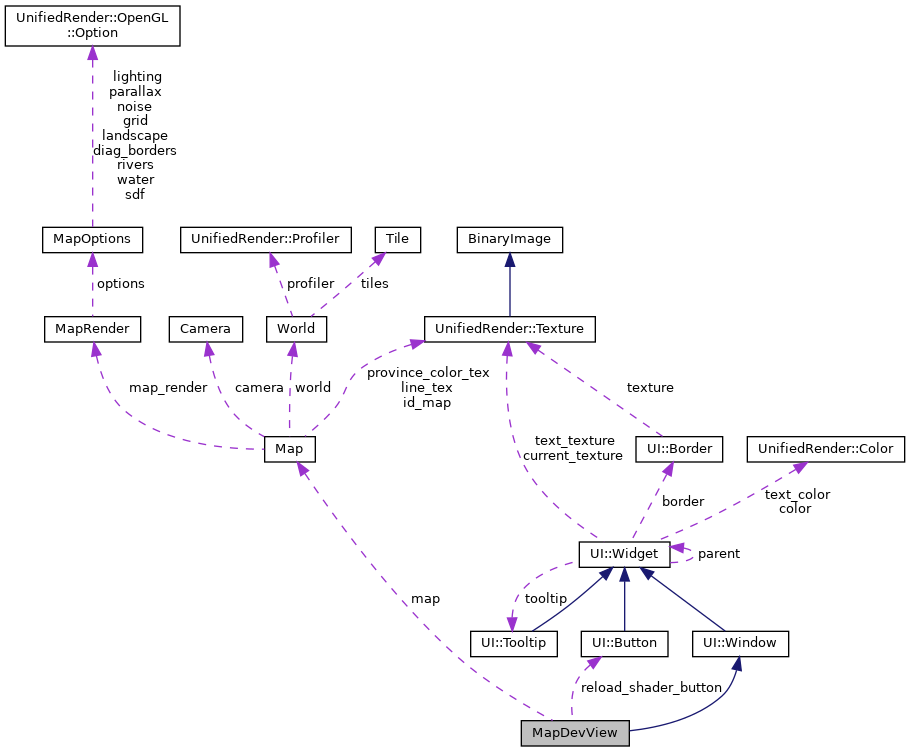 UnifiedRender::OpenGL
::Option
lighting
parallax
noise
grid
landscape
diag_borders
rivers
water
sdf
MapOptions
UnifiedRender::Profiler
Tile
BinaryImage
options
profiler
tiles
MapRender
Camera
World
UnifiedRender::Texture
map_render
camera
world
province_color_tex
line_tex
id_map
texture
Map
text_texture
current_texture
UI::Border
UnifiedRender::Color
border
text_color
color
UI::Widget
parent
map
tooltip
UI::Tooltip
UI::Button
UI::Window
reload_shader_button
MapDevView